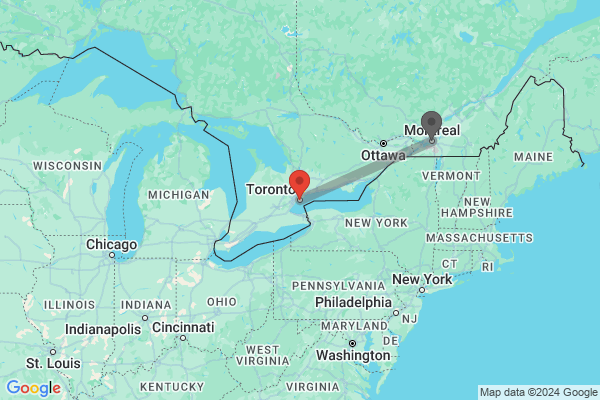 Montreal
Ottawa
MAINE
WISCONSIN
VERMONT
Toronto
MICHIGAN
NEW
HAMPSHIRE
NEW YORK
MASSACHUSETTS
Chicago
CT
RI
PENNSYLVANIA
New York
ILLINOIS
INDIANA
OHIO
Philadelphia
NJ
Indianapolis
Cincinnati
MARYLAND
DE
St. Louis
WEST
VIRGINIA
Washington
KENTUCKY
VIRGINIA
Google
Map data ©2024 Google